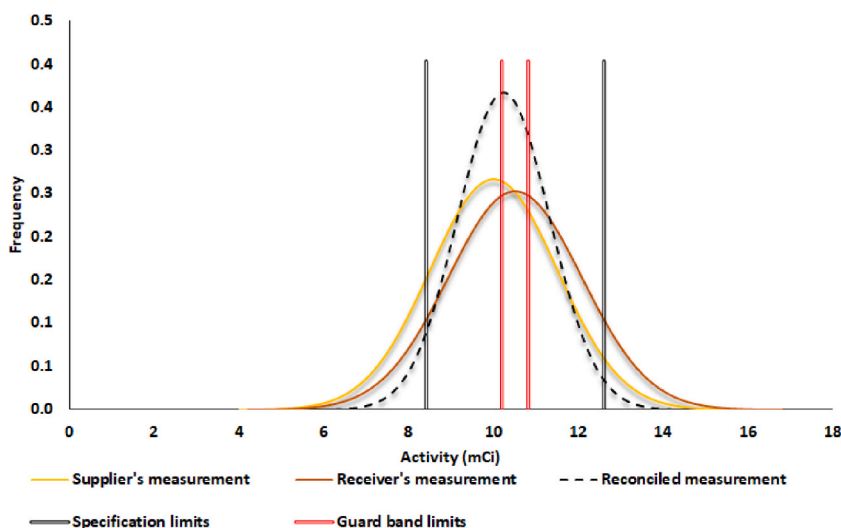 0.5
0.4
0.4
0.3
0.3
0.2
0.2
0.1
0.1
0.0
Frequency
0 2 4 6 8 10 12 14 16 18
Activity (mCi)
Supplier's measurement Receiver's measurement Reconciled measurement
Specification limits Guard band limits